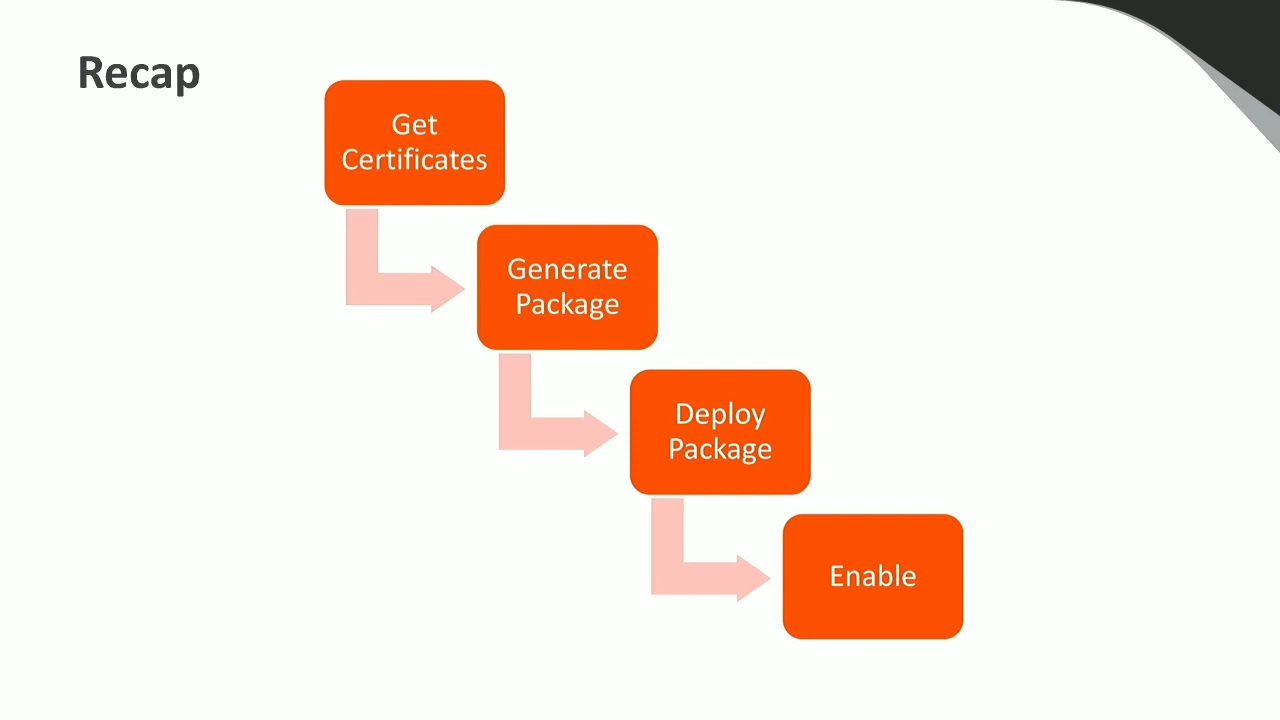 Recap
Get
Certificates
Generate
Package
Deploy
Package
Enable